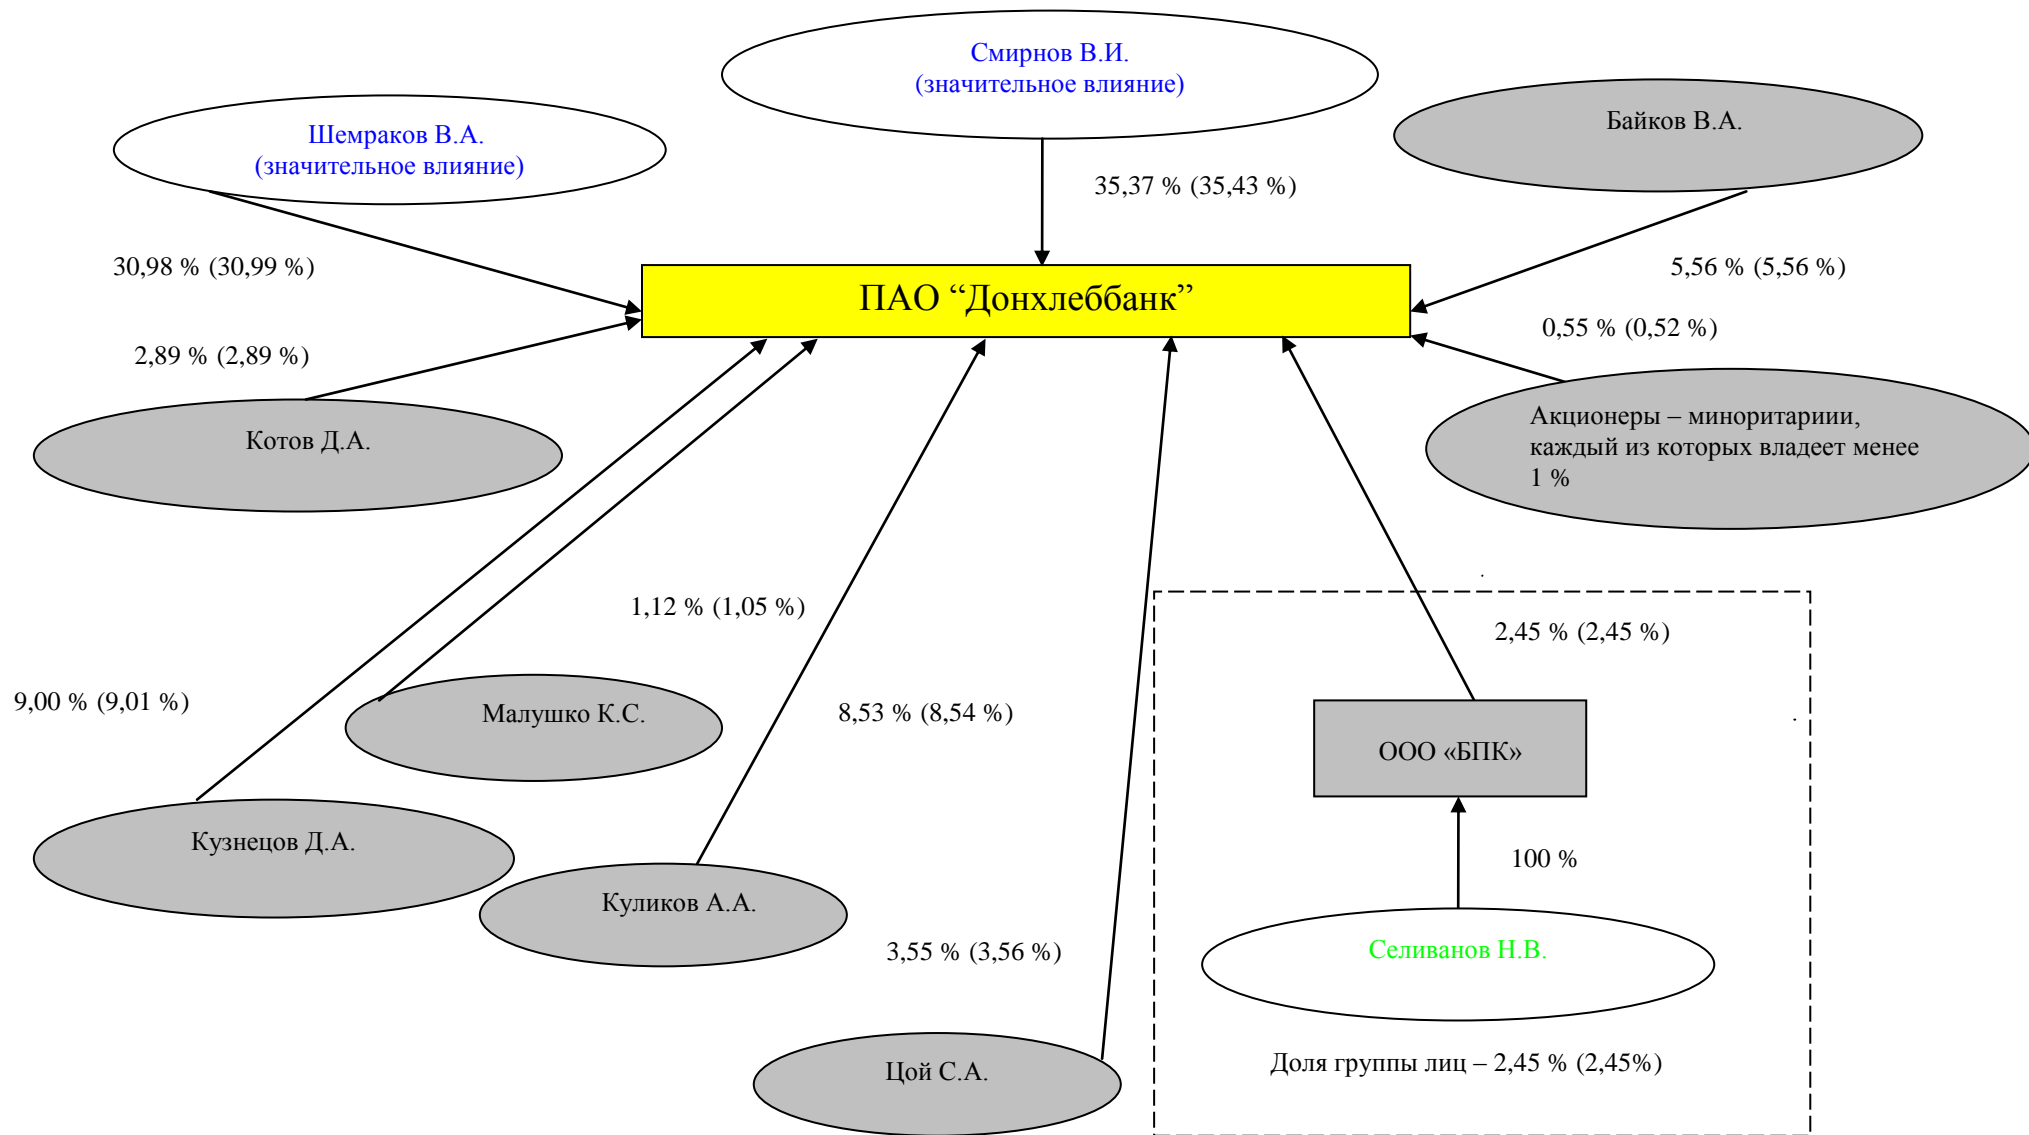 Смирнов В.И.
(значительное влияние)
Байков В.А.
Шемраков В.А.
(значительное влияние)
35,37 % (35,43 %)
30,98 % (30,99 %)
5,56 % (5,56 %)
ПАО “Донхлеббанк”
0,55 % (0,52 %)
2,89 % (2,89 %)
Акционеры – миноритариии,
каждый из которых владеет менее
1 %
Котов Д.А.
1,12 % (1,05 %)
2,45 % (2,45 %)
9,00 % (9,01 %)
Малушко К.С.
8,53 % (8,54 %)
ООО «БПК»
Кузнецов Д.А.
100 %
Куликов А.А.
3,55 % (3,56 %)
Селиванов Н.В.
Цой С.А.
Доля группы лиц – 2,45 % (2,45%)